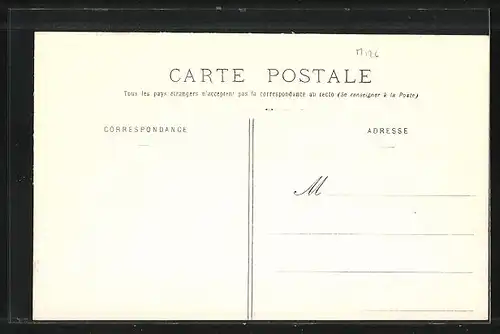 CARTE POSTALE
Tous les pays étrangers n'acceptent pas la correspondance au recto (Se renseigner à la Poste)
CORRESPONDANCE
ADRESSE
M